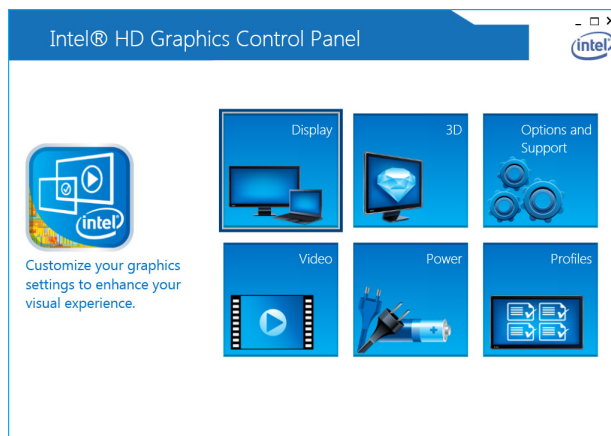 Intel® HD Graphics Control Panel
intel
Display
3D
Options and
Support
intel
Customize your graphics
settings to enhance your
visual experience.
Video
Power
Profiles